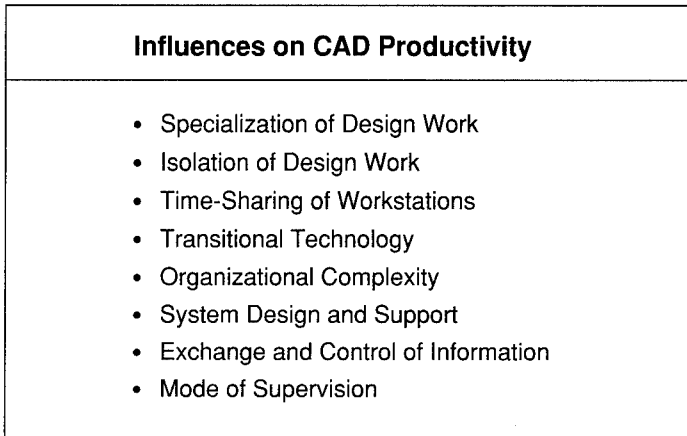 Influences on CAD Productivity
• Specialization of Design Work
• Isolation of Design Work
• Time-Sharing of Workstations
• Transitional Technology
• Organizational Complexity
• System Design and Support
• Exchange and Control of Information
• Mode of Supervision